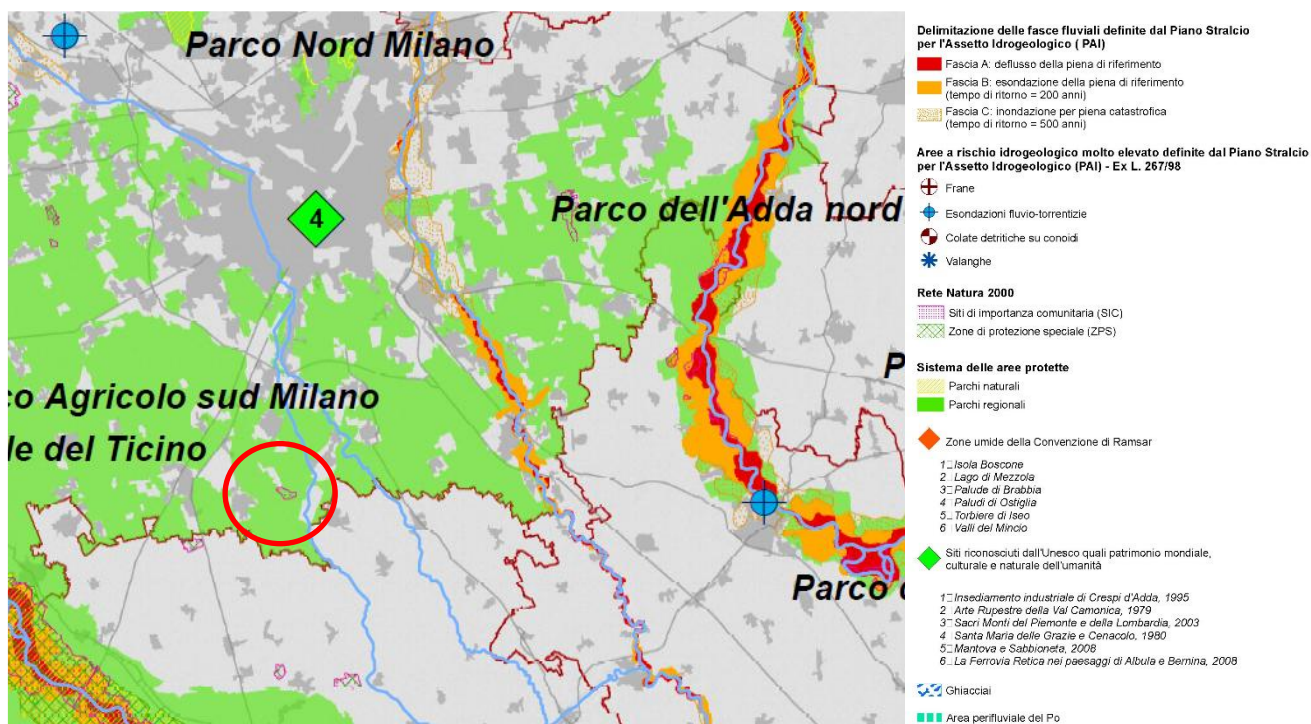 Parco Nord Milano
4
Parco dell'Adda nord
P
co Agricolo sud Milano
le del Ticino
Parco
Delimitazione delle fasce fluviali definite dal Piano Stralcio
per l'Assetto Idrogeologico ( PAI)
Fascia A: deflusso della piena di riferimento
Fascia B: esondazione della piena di riferimento
(tempo di ritorno = 200 anni)
Fascia C: inondazione per piena catastrofica
(tempo di ritorno = 500 anni)
Aree a rischio idrogeologico molto elevato definite dal Piano Stralcio
per l'Assetto Idrogeologico (PAI) - Ex L. 267/98
Frane
Esondazioni fluvio-torrentizie
Colate detritiche su conoidi
Valanghe
Rete Natura 2000
Siti di importanza comunitaria (SIC)
Zone di protezione speciale (ZPS)
Sistema delle aree protette
Parchi naturali
Parchi regionali
Zone umide della Convenzione di Ramsar
1 Isola Boscone
2 Lago di Mezzola
3 Palude di Brabbia
4 Paludi di Ostiglia
5 Torbiere di Iseo
6 Valli del Mincio
Siti riconosciuti dall'Unesco quali patrimonio mondiale,
culturale e naturale dell'umanità
1 Insediamento industriale di Crespi d'Adda, 1995
2 Arte Rupestre della Val Camonica, 1979
3 Sacri Monti del Piemonte e della Lombardia, 2003
4 Santa Maria delle Grazie e Cenacolo, 1980
5 Mantova e Sabbioneta, 2008
6 La Ferrovia Retica nei paesaggi di Albula e Bernina, 2008
Ghiacciai
Area perifluviale del Po